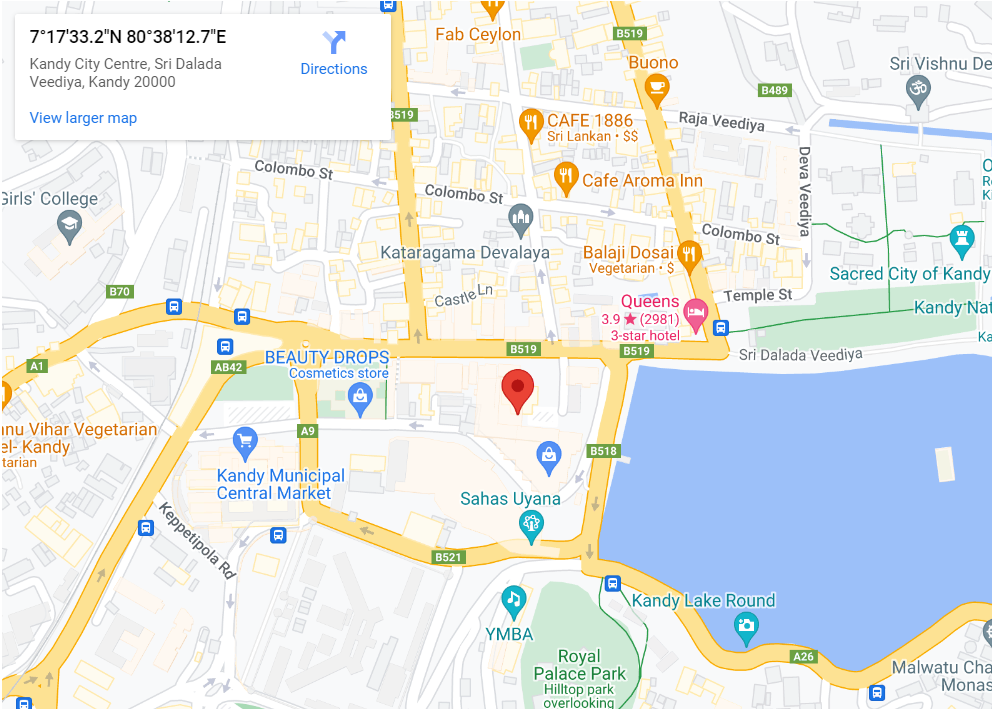 7°17'33.2"N 80°38'12.7"E
Kandy City Centre, Sri Dalada
Veediya, Kandy 20000
Directions
View larger map
Fab Ceylon
B519
Buono
Sri Vishnu De
B489
B519
CAFE 1886
Sri Lankan • $$
Raja Veediya
Deva Veediya
Colombo St
Colombo St
Cafe Aroma Inn
Girls' College
Colombo St
Kataragama Devalaya
Balaji Dosai
Vegetarian • $
Sacred City of Kandy
B70
Castle Ln
Queens
3.9 ★ (2981)
3-star hotel
Temple St
Kandy Nat
Ka
B519
B519
Sri Dalada Veediya
BEAUTY DROPS
Cosmetics store
A1
AB42
anu Vihar Vegetarian
el- Kandy
tarian
A9
B518
Kandy Municipal
Central Market
Sahas Uyana
Keppetipola Rd
B521
Kandy Lake Round
YMBA
Royal
Palace Park
Hilltop park
overlooking
A26
Malwatu Cha
Monas